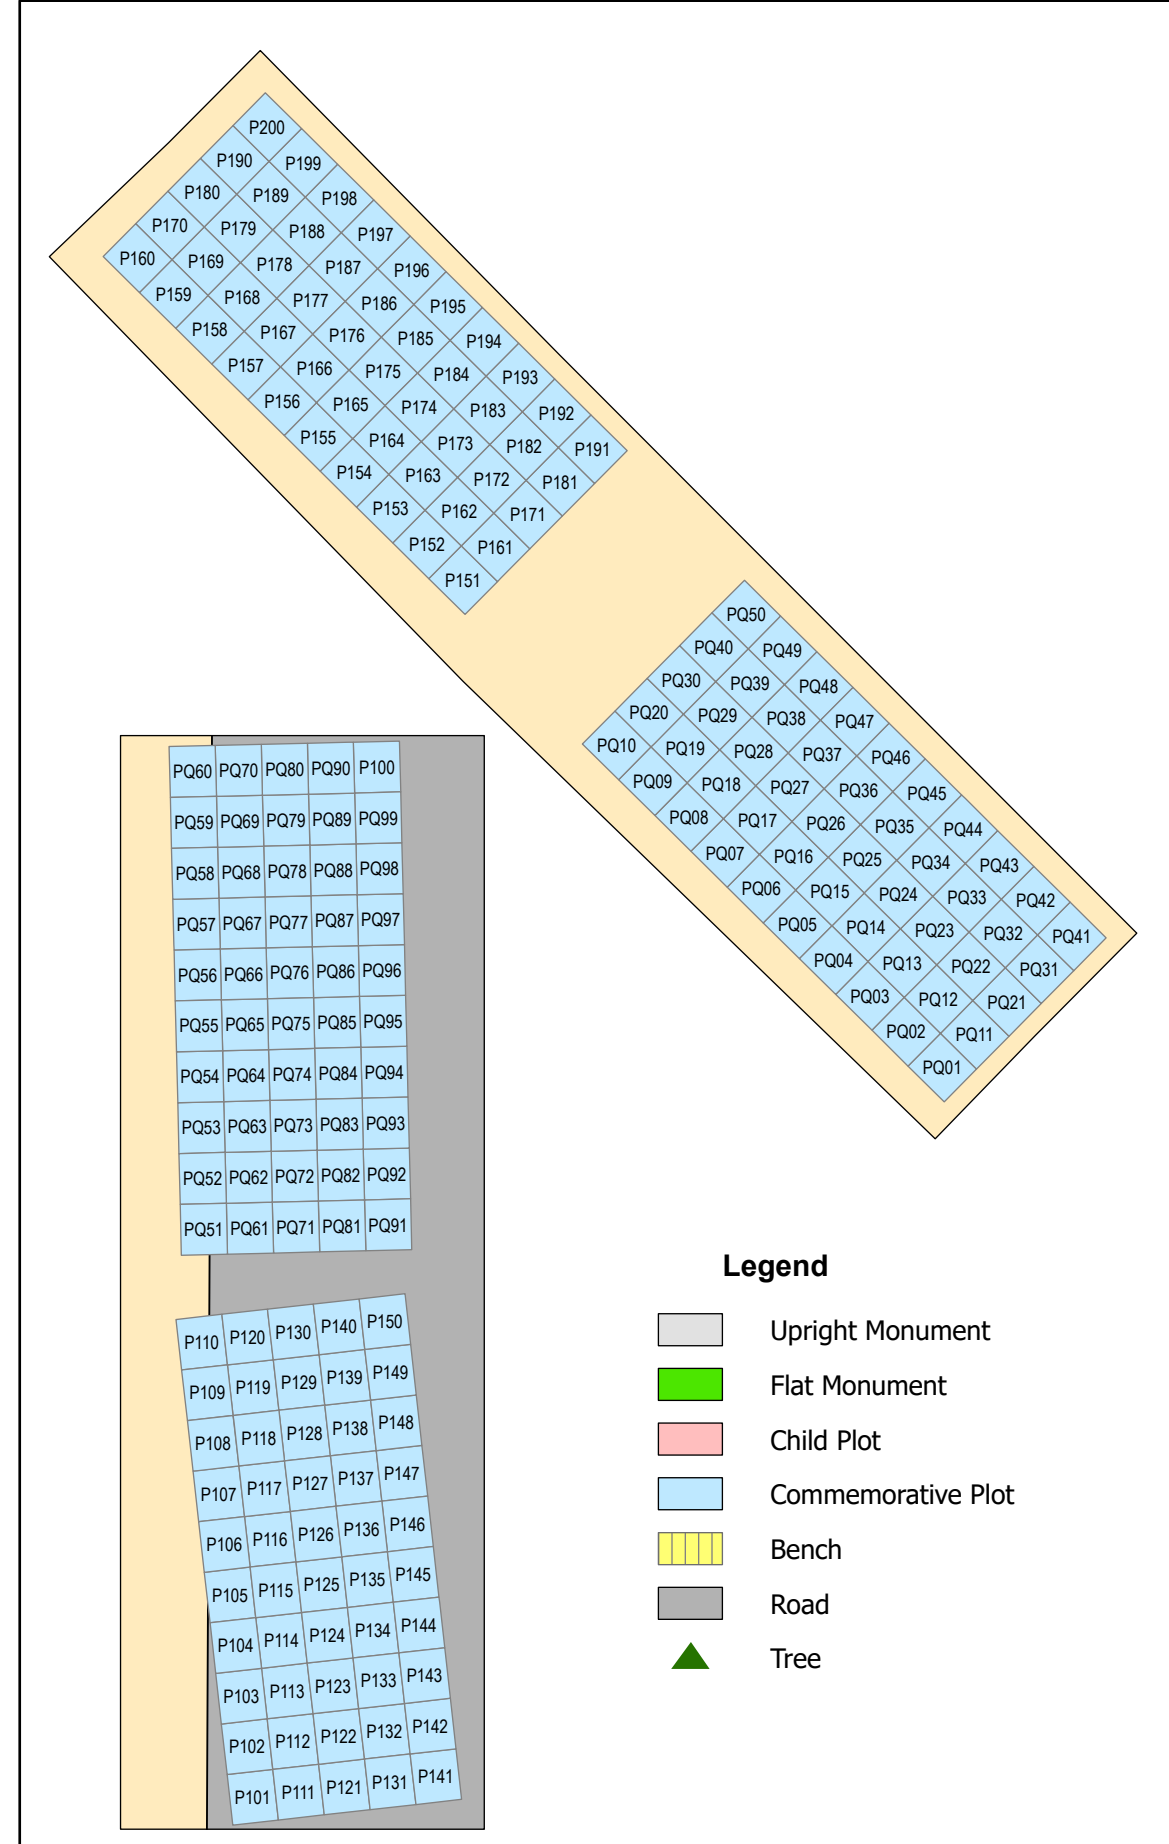 P200
P190 P199
P180 P189 P198
P170 P179 P188 P197
P160 P169 P178 P187 P196
P159 P168 P177 P186 P195
P158 P167 P176 P185 P194
P157 P166 P175 P184 P193
P156 P165 P174 P183 P192
P155 P164 P173 P182 P191
P154 P163 P172 P181
P153 P162 P171
P152 P161
P151
PQ50
PQ40 PQ49
PQ30 PQ39 PQ48
PQ20 PQ29 PQ38 PQ47
PQ10 PQ19 PQ28 PQ37 PQ46
PQ09 PQ18 PQ27 PQ36 PQ45
PQ08 PQ17 PQ26 PQ35 PQ44
PQ07 PQ16 PQ25 PQ34 PQ43
PQ06 PQ15 PQ24 PQ33 PQ42
PQ05 PQ14 PQ23 PQ32 PQ41
PQ04 PQ13 PQ22 PQ31
PQ03 PQ12 PQ21
PQ02 PQ11
PQ01
PQ60 PQ70 PQ80 PQ90 P100
PQ59 PQ69 PQ79 PQ89 PQ99
PQ58 PQ68 PQ78 PQ88 PQ98
PQ57 PQ67 PQ77 PQ87 PQ97
PQ56 PQ66 PQ76 PQ86 PQ96
PQ55 PQ65 PQ75 PQ85 PQ95
PQ54 PQ64 PQ74 PQ84 PQ94
PQ53 PQ63 PQ73 PQ83 PQ93
PQ52 PQ62 PQ72 PQ82 PQ92
PQ51 PQ61 PQ71 PQ81 PQ91
P110 P120 P130 P140 P150
P109 P119 P129 P139 P149
P108 P118 P128 P138 P148
P107 P117 P127 P137 P147
P106 P116 P126 P136 P146
P105 P115 P125 P135 P145
P104 P114 P124 P134 P144
P103 P113 P123 P133 P143
P102 P112 P122 P132 P142
P101 P111 P121 P131 P141
Legend
Upright Monument
Flat Monument
Child Plot
Commemorative Plot
Bench
Road
Tree